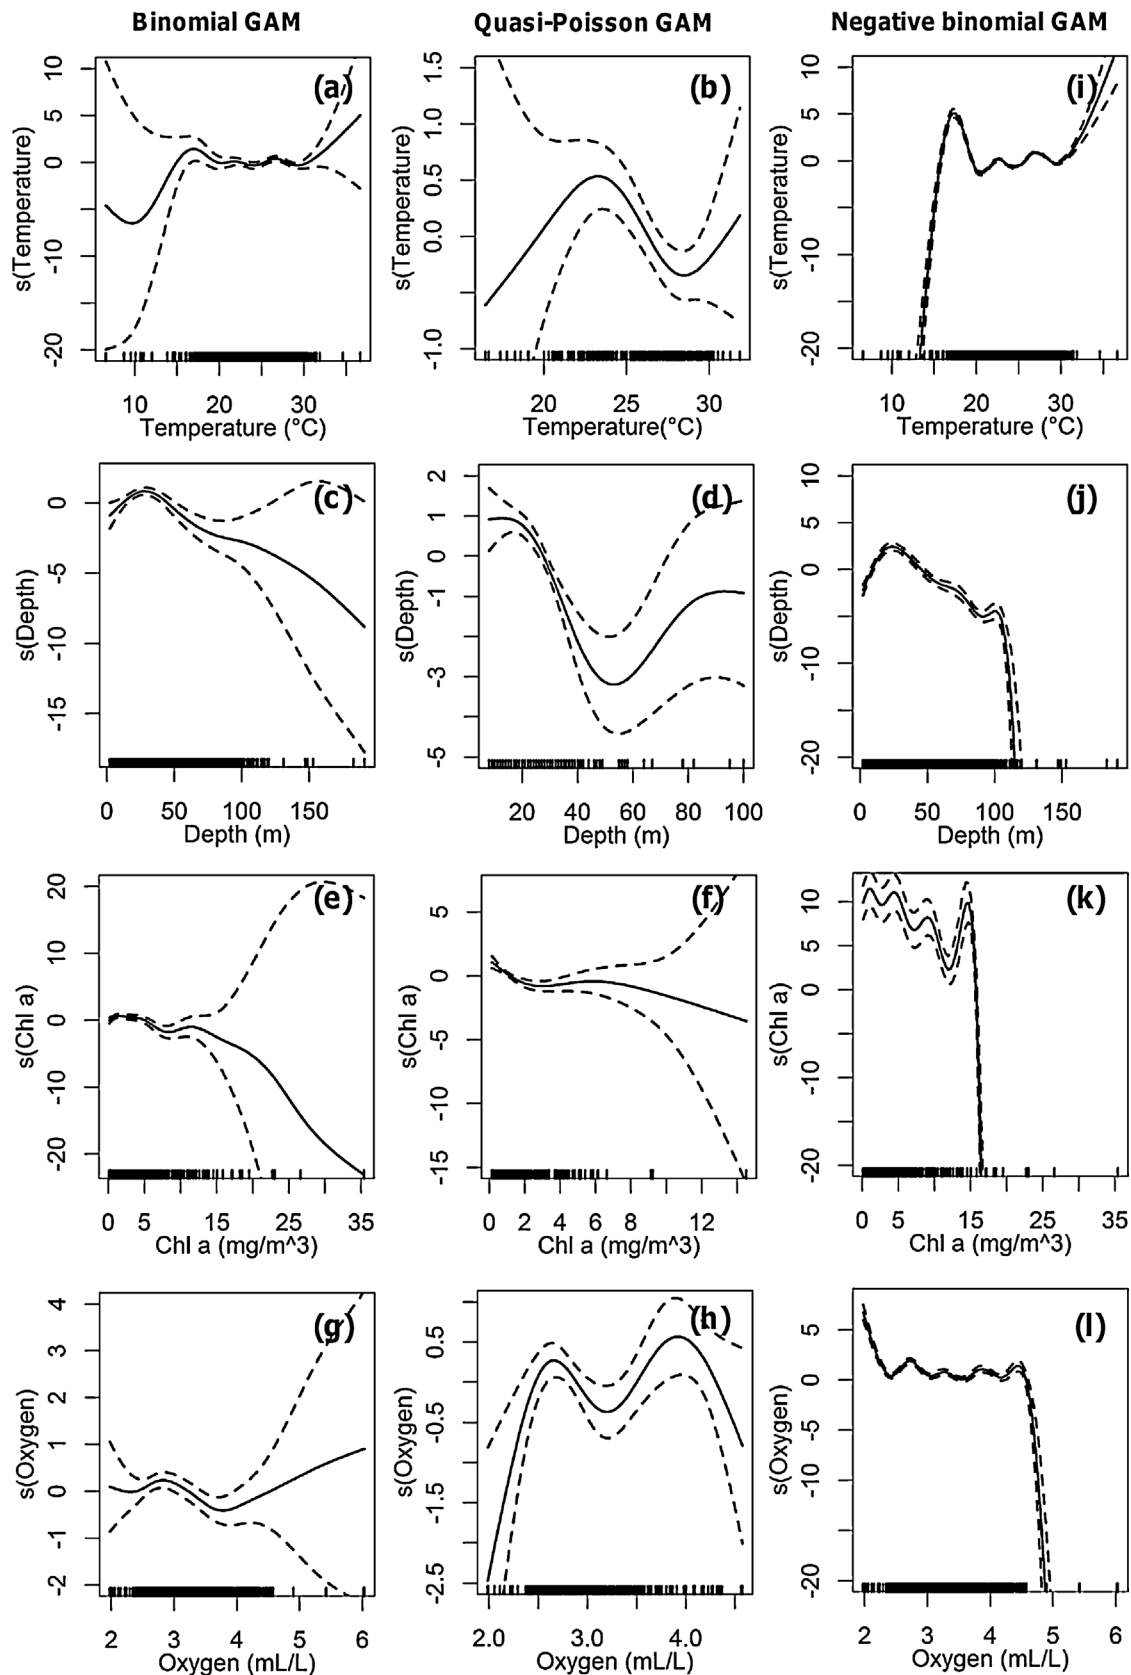 Binomial GAM Quasi-Poisson GAM Negative binomial GAM
(a)
s(Temperature)
10
5
0
-10
-20
10 20 30
Temperature (°C)
(b)
s(Temperature)
1.5
1.0
0.5
0.0
-1.0
20 25 30
Temperature(°C)
(i)
s(Temperature)
10
5
0
-10
-20
10 15 20 25 30 35
Temperature (°C)
(c)
s(Depth)
0
-5
-10
-15
0 50 100 150
Depth (m)
(d)
s(Depth)
2
1
0
-1
-3
-5
20 40 60 80 100
Depth (m)
(j)
s(Depth)
10
5
0
-10
-20
0 50 100 150
Depth (m)
(e)
s(Chl a)
20
10
0
-10
-20
0 5 15 25 35
Chl a (mg/m^3)
(f)
s(Chl a)
5
0
-5
-10
-15
0 2 4 6 8 12
Chl a (mg/m^3)
(k)
s(Chl a)
10
5
0
-10
-20
0 5 15 25 35
Chl a (mg/m^3)
(g)
s(Oxygen)
4
3
2
1
0
-1
-2
2 3 4 5 6
Oxygen (mL/L)
(h)
s(Oxygen)
0.5
-0.5
-1.5
-2.5
2.0 3.0 4.0
Oxygen (mL/L)
(l)
s(Oxygen)
5
0
-10
-20
2 3 4 5 6
Oxygen (mL/L)